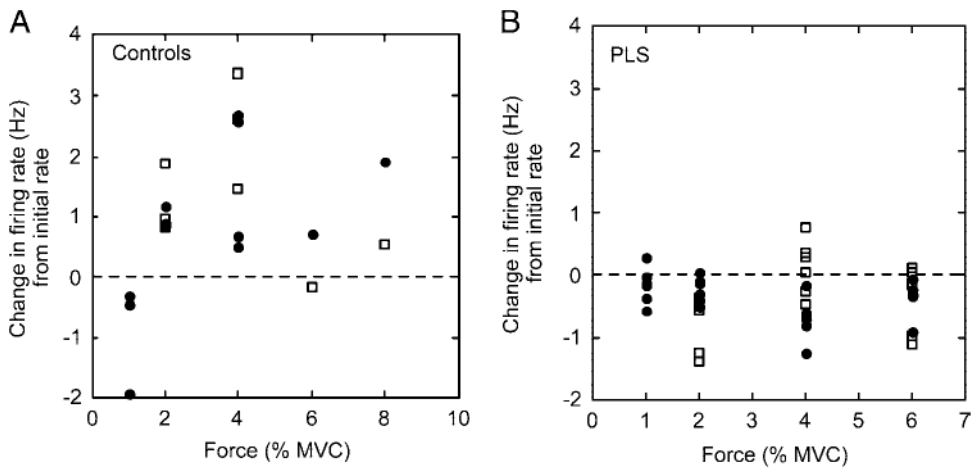 A
Controls
Change in firing rate (Hz)
from initial rate
4
3
2
1
0
-1
-2
0 2 4 6 8 10
Force (% MVC)
B
PLS
Change in firing rate (Hz)
from initial rate
4
3
2
1
0
-1
-2
0 1 2 3 4 5 6 7
Force (% MVC)